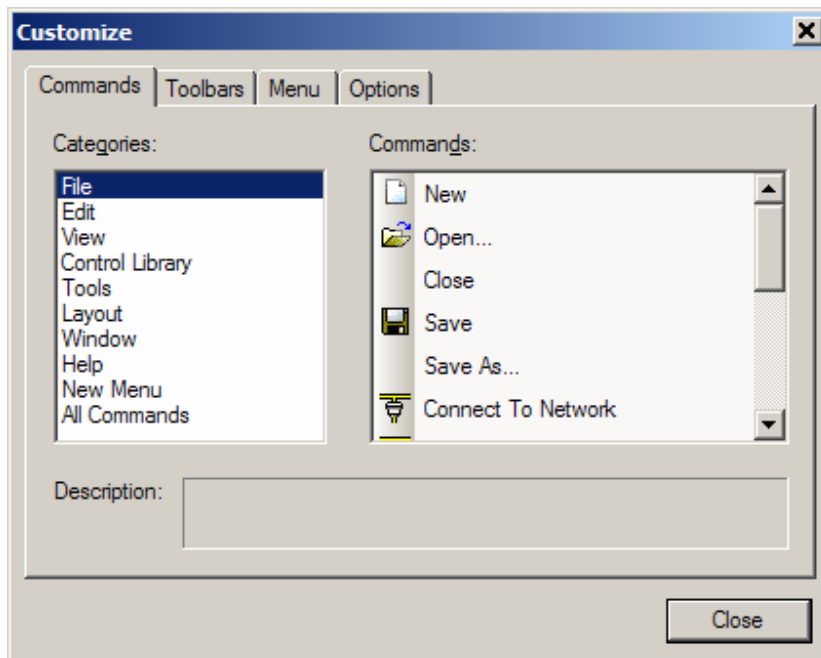 Customize
Commands Toolbars Menu Options
Categories:
File
Edit
View
Control Library
Tools
Layout
Window
Help
New Menu
All Commands
Commands:
New
Open...
Close
Save
Save As...
Connect To Network
Description:
Close